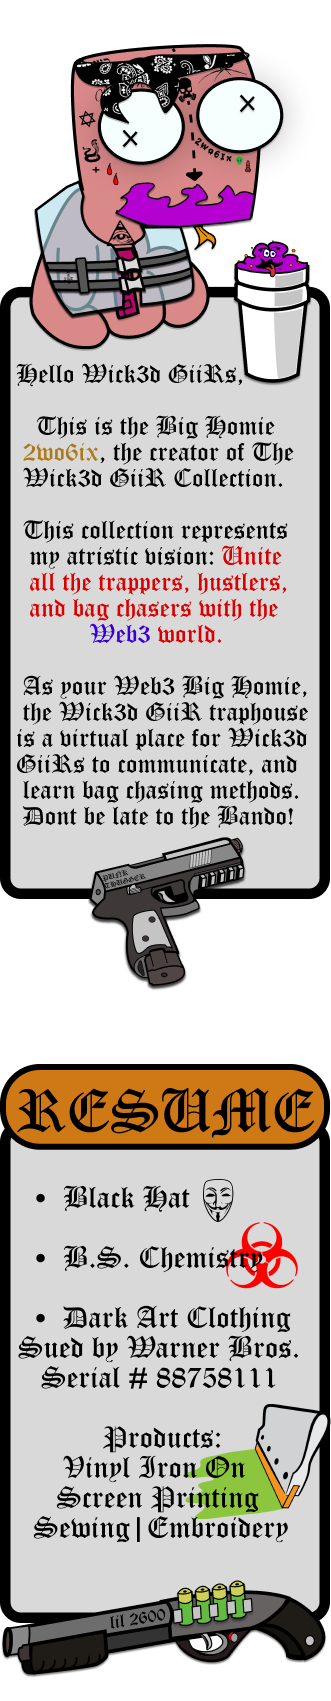 2wo6ix
Hello Wick3d GiiRs,
This is the Big Homie
2wo6ix, the creator of The
Wick3d GiiR Collection.
This collection represents
my atristic vision: Unite
all the trappers, hustlers,
and bag chasers with the
Web3 world.
As your Web3 Big Homie,
the Wick3d GiiR traphouse
is a virtual place for Wick3d
GiiRs to communicate, and
learn bag chasing methods.
Dont be late to the Bando!
PUNK
THUGGER
RESUME
• Black Hat
• B.S. Chemistry
• Dark Art Clothing
Sued by Warner Bros.
Serial # 88758111
Products:
Vinyl Iron On
Screen Printing
Sewing|Embroidery
lil 2600